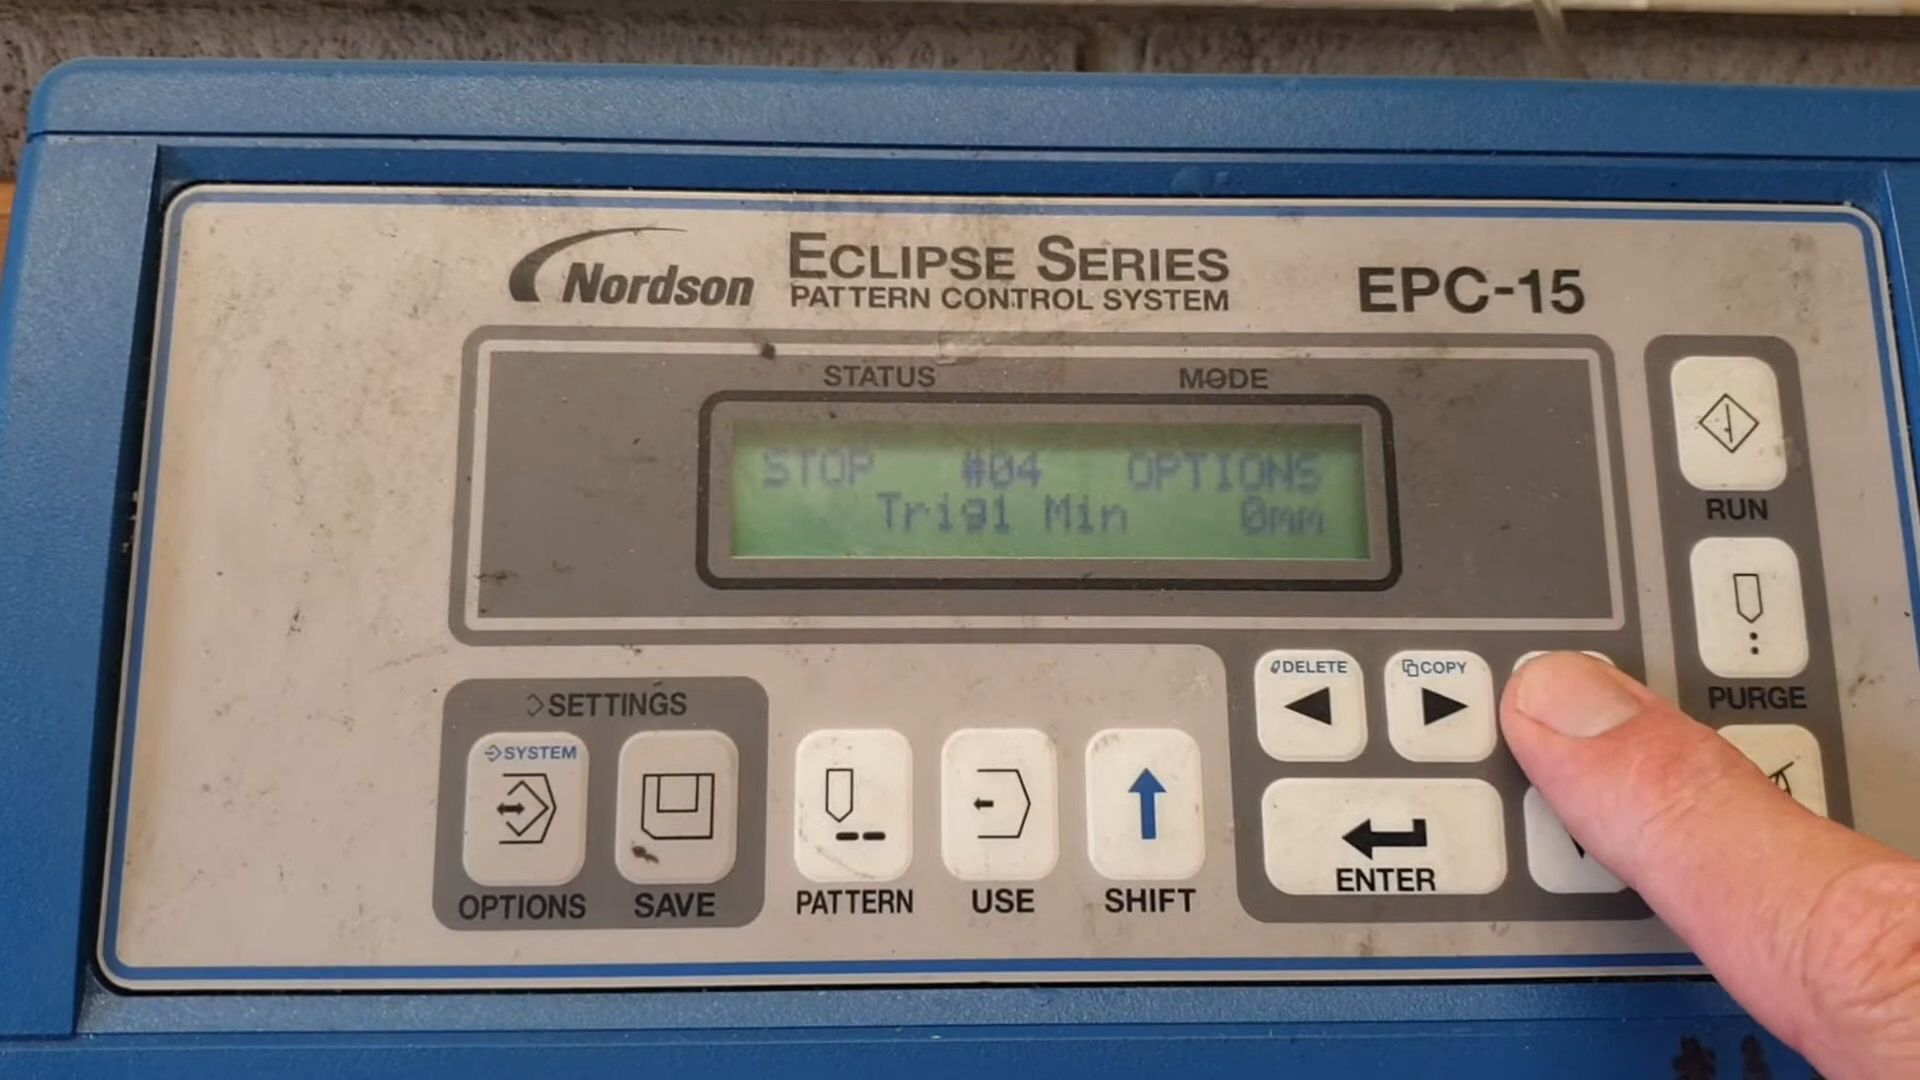 Nordson
ECLIPSE SERIES
PATTERN CONTROL SYSTEM
EPC-15
STATUS MODE
STOP #04 OPTIONS
Trig1 Min 0mm
RUN
PURGE
DELETE
COPY
ENTER
SETTINGS
SYSTEM
OPTIONS
SAVE
PATTERN
USE
SHIFT